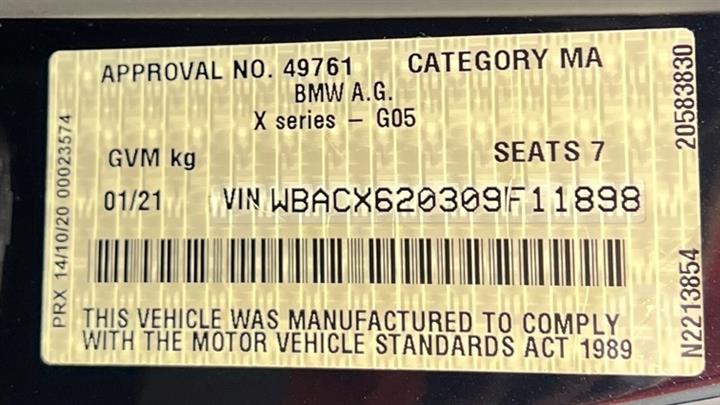 APPROVAL NO. 49761 CATEGORY MA
BMW A.G.
X series – G05
GVM kg SEATS 7
01/21 VIN WBACX620309F11898
THIS VEHICLE WAS MANUFACTURED TO COMPLY
WITH THE MOTOR VEHICLE STANDARDS ACT 1989
PRX 14/10/20 00023574
20583830
N2213854